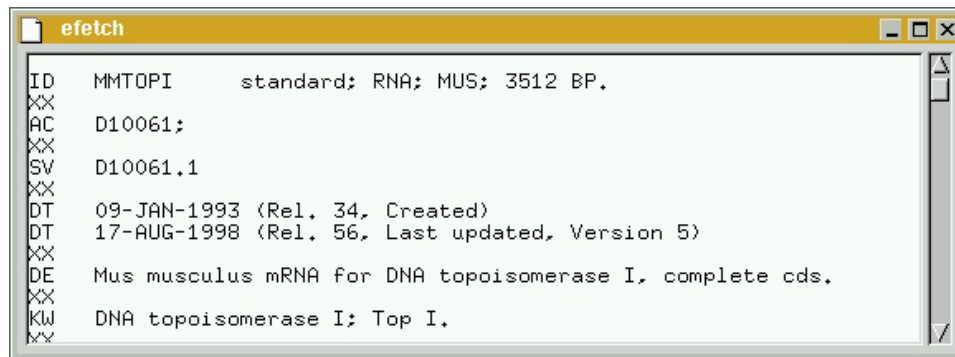 efetch
ID   MMTOPI     standard; RNA; MUS; 3512 BP.
XX
AC   D10061;
XX
SV   D10061.1
XX
DT   09-JAN-1993 (Rel. 34, Created)
DT   17-AUG-1998 (Rel. 56, Last updated, Version 5)
XX
DE   Mus musculus mRNA for DNA topoisomerase I, complete cds.
XX
KW   DNA topoisomerase I; Top I.
XX